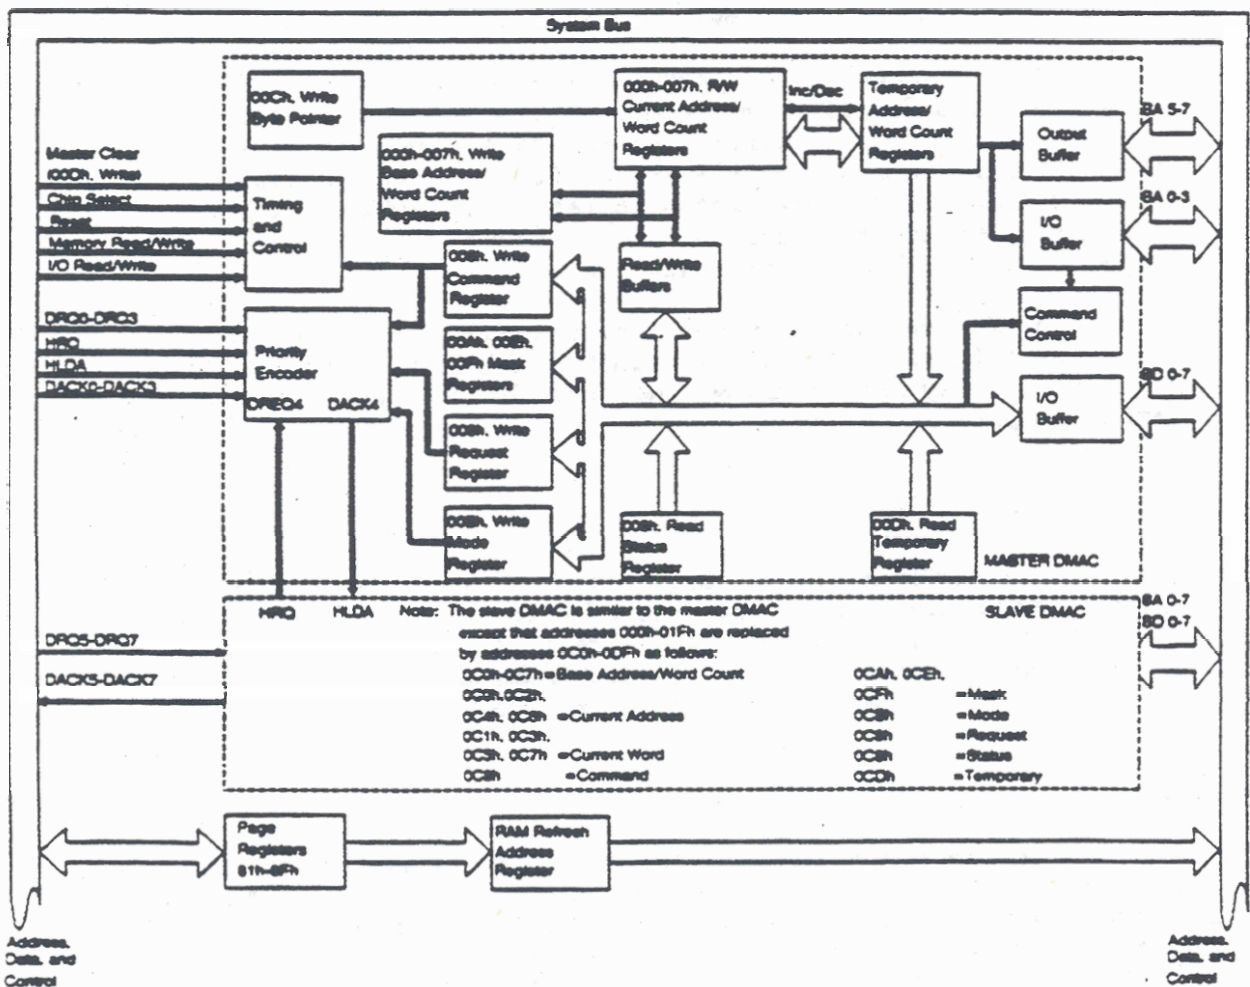 System Bus
00Ch. Write
Byte Pointer
000h-007h. R/W
Current Address/
Word Count
Registers
Inc/Dec
Temporary
Address/
Word Count
Registers
Output
Buffer
BA 5-7
000h-007h. Write
Base Address/
Word Count
Registers
Master Clear
(00Dh. Write)
Chip Select
Reset
Memory Read/Write
I/O Read/Write
Timing
and
Control
I/O
Buffer
BA 0-3
Write
Command
Register
Read/Write
Buffers
Command
Control
DRQ0-DRQ3
HRQ
HLDA
DACK0-DACK3
Priority
Encoder
DREQ4 DACK4
00Ah. 00Eh.
00Fh Mask
Registers
I/O
Buffer
BD 0-7
Write
Request
Register
Write
Mode
Register
Read
Status
Register
00Dh. Read
Temporary
Register
MASTER DMAC
HRQ HLDA
Note: The slave DMAC is similar to the master DMAC
except that addresses 000h-01Fh are replaced
by addresses 0C0h-0DFh as follows:
0C0h-0C7h=Base Address/Word Count
=Current Address
0C1h, 0C3h,
=Current Word
=Command
0CAh, 0CEh,
0CFh =Mask
=Mode
=Request
=Status
0CDh =Temporary
SLAVE DMAC
BA 0-7
BD 0-7
DRQ5-DRQ7
DACK5-DACK7
Page
Registers
81h-8Fh
RAM Refresh
Address
Register
Address,
Data, and
Control
Address,
Data, and
Control